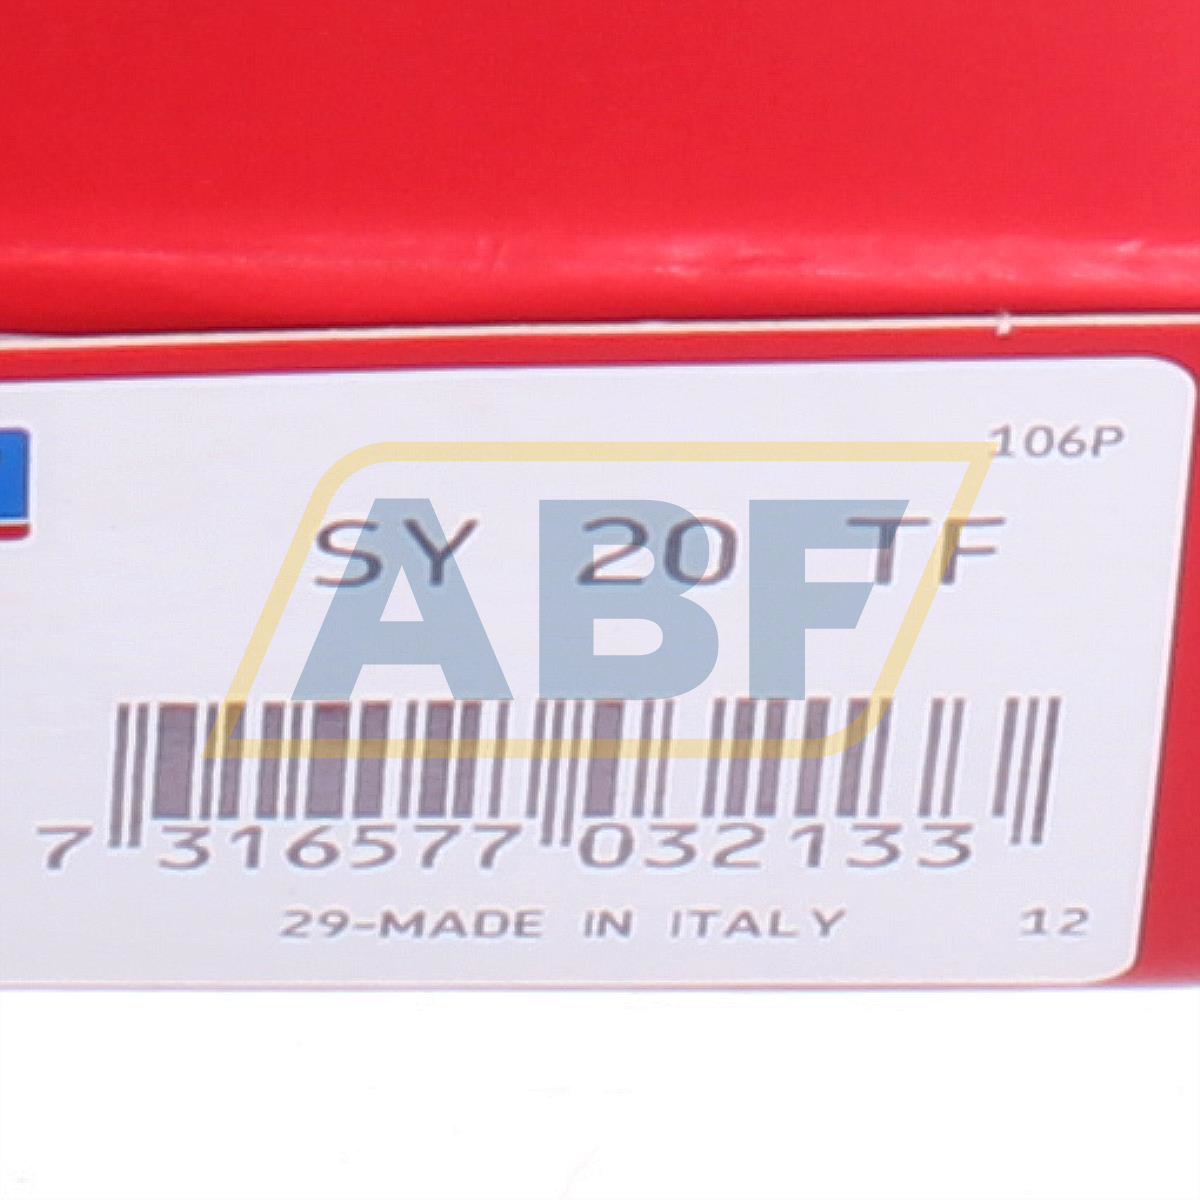 106P
SY 20 TF
ABF
7 316577 032133
29-MADE IN ITALY 12